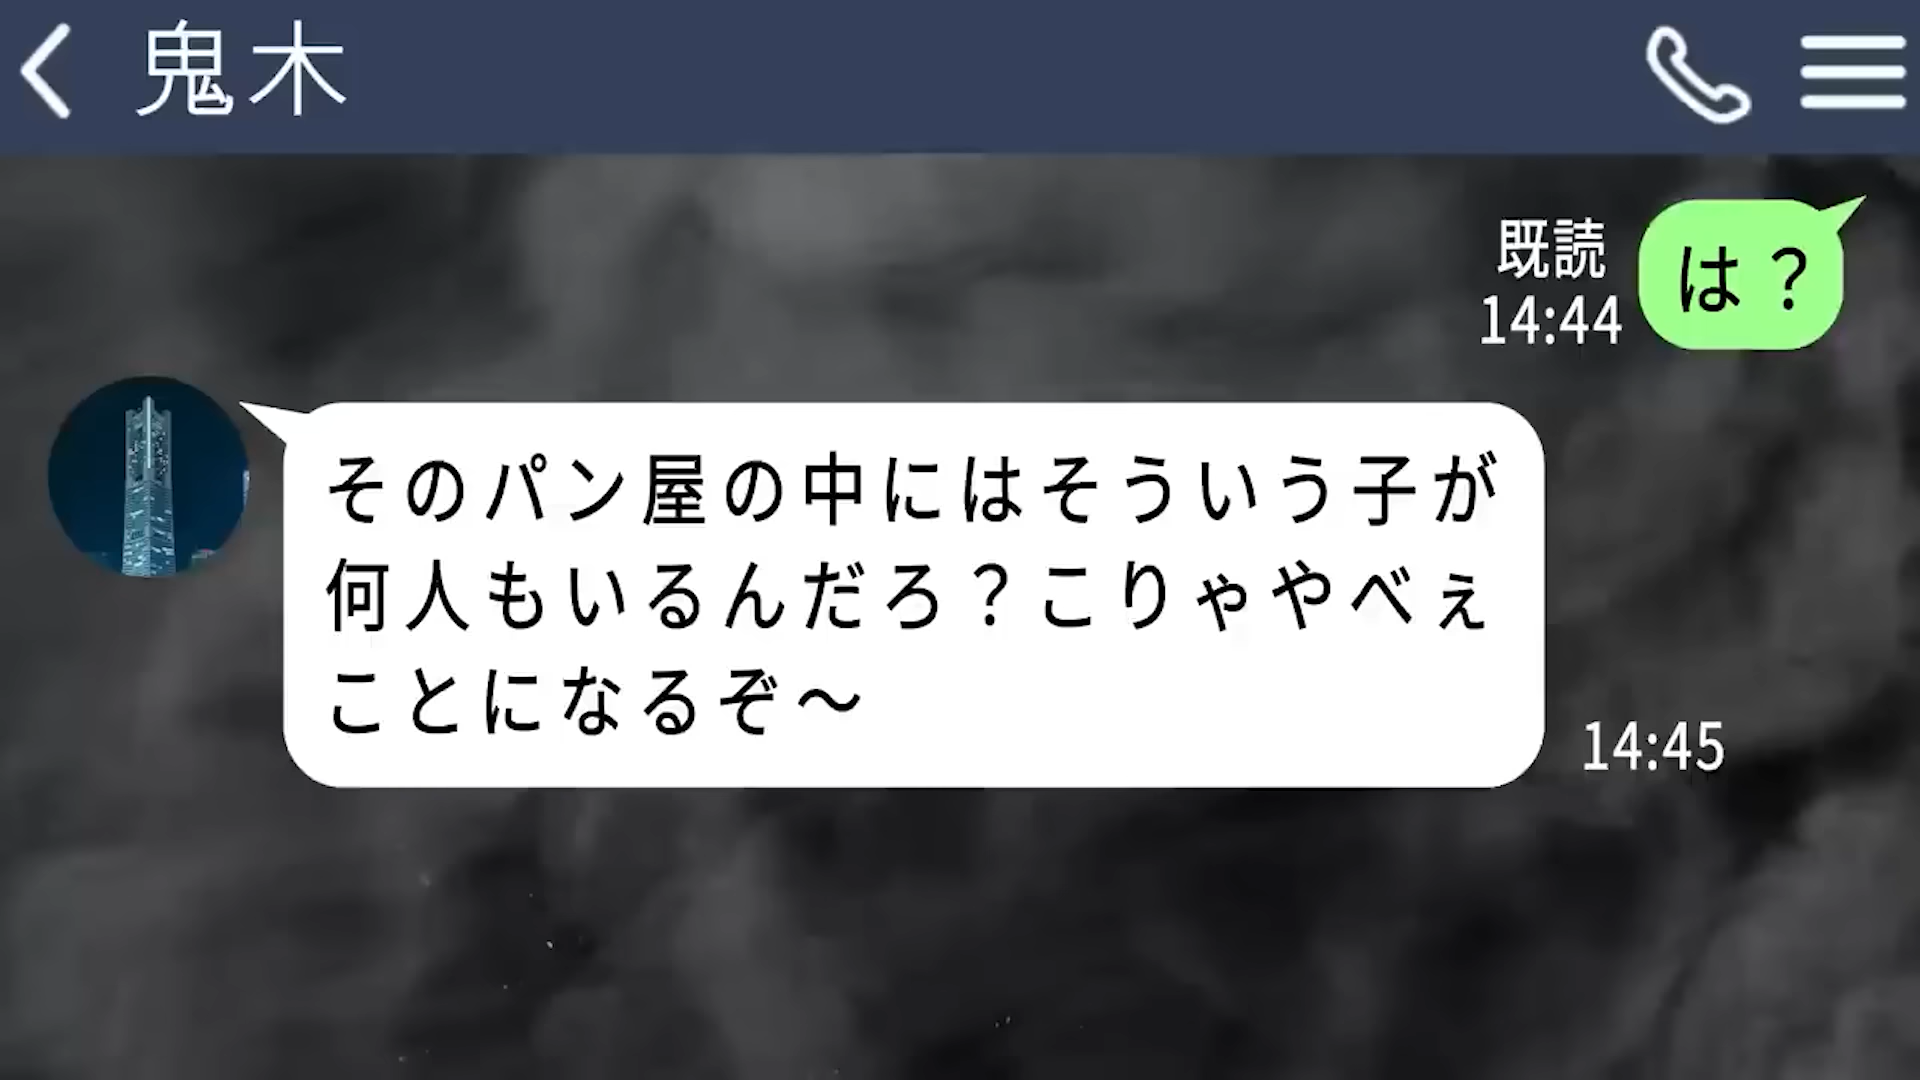 鬼木
は？
既読
14:44
そのパン屋の中にはそういう子が
何人もいるんだろ？こりゃやべぇ
ことになるぞ～
14:45